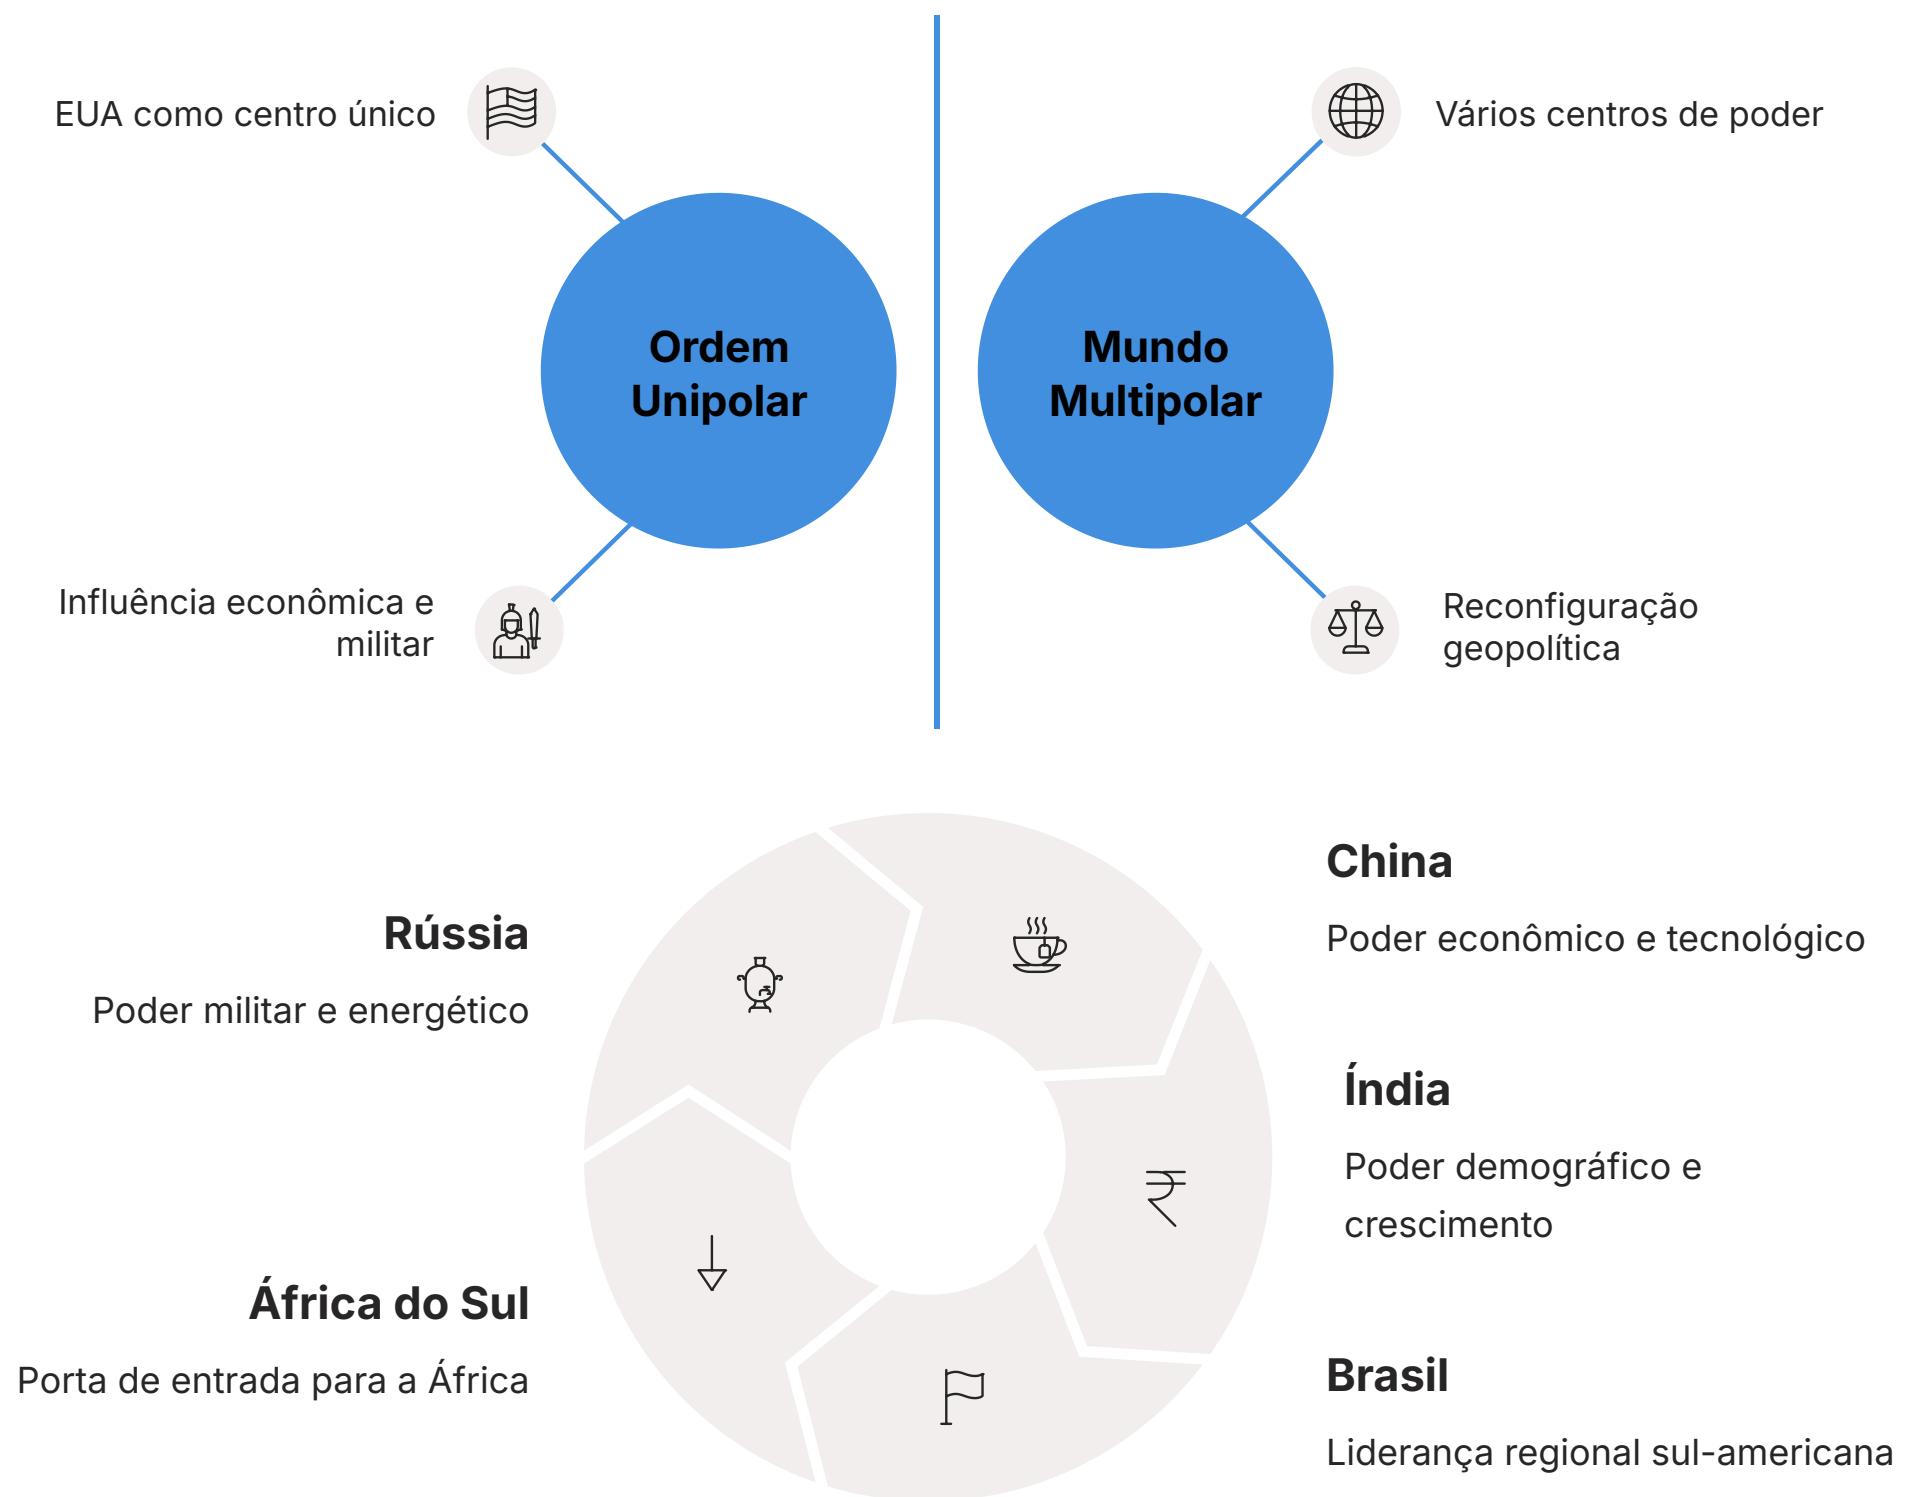 EUA como centro único
Ordem
Unipolar
Influência econômica e
militar
Vários centros de poder
Mundo
Multipolar
Reconfiguração
geopolítica
China
Poder econômico e tecnológico
Índia
Poder demográfico e
crescimento
Brasil
Liderança regional sul-americana
África do Sul
Porta de entrada para a África
Rússia
Poder militar e energético